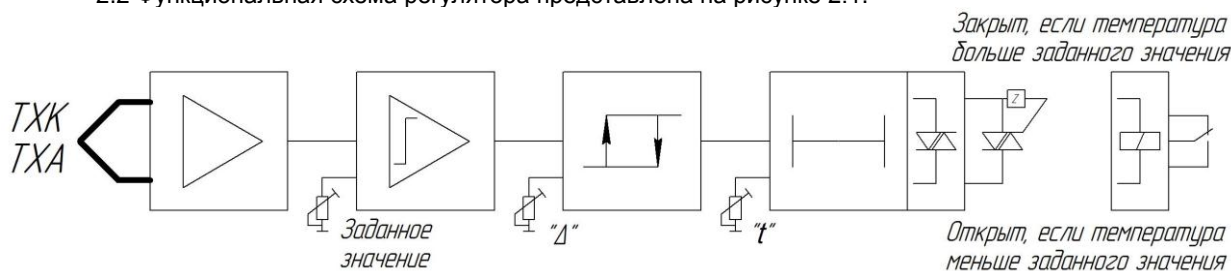 2.2 Функциональная схема регулятора представлена на рисунке 2.1.
Закрыт, если температура
больше заданного значения
ТХК
ТХА
Z
Заданное
значение
"Δ"
"t"
Открыт, если температура
меньше заданного значения